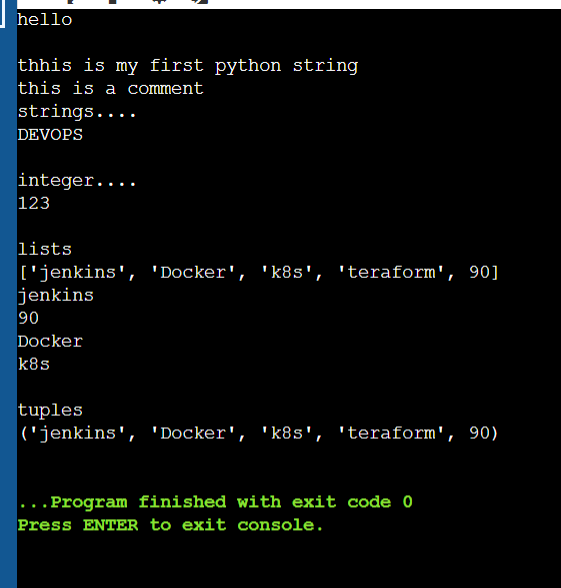 hello
thhis is my first python string
this is a comment
strings....
DEVOPS
integer....
123
lists
['jenkins', 'Docker', 'k8s', 'teraform', 90]
jenkins
90
Docker
k8s
tuples
('jenkins', 'Docker', 'k8s', 'teraform', 90)
...Program finished with exit code 0
Press ENTER to exit console.